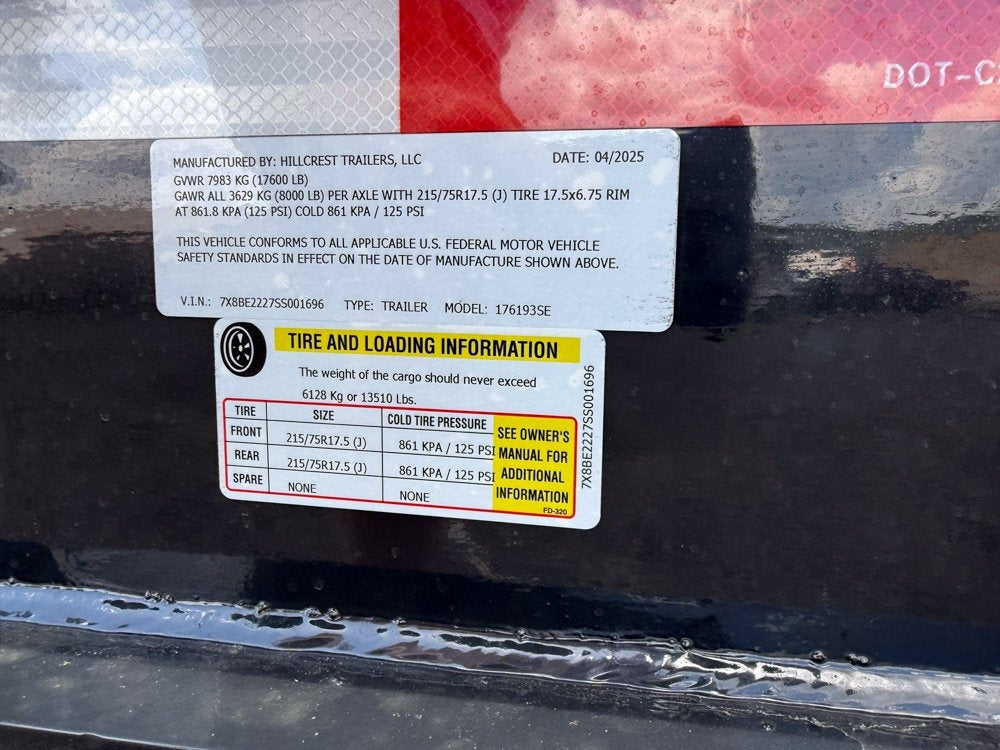 DOT-C
MANUFACTURED BY: HILLCREST TRAILERS, LLC DATE: 04/2025
GVWR 7983 KG (17600 LB)
GAWR ALL 3629 KG (8000 LB) PER AXLE WITH 215/75R17.5 (J) TIRE 17.5x6.75 RIM
AT 861.8 KPA (125 PSI) COLD 861 KPA / 125 PSI
THIS VEHICLE CONFORMS TO ALL APPLICABLE U.S. FEDERAL MOTOR VEHICLE
SAFETY STANDARDS IN EFFECT ON THE DATE OF MANUFACTURE SHOWN ABOVE.
V.I.N.: 7X8BE2227SS001696 TYPE: TRAILER MODEL: 176193SE
TIRE AND LOADING INFORMATION
The weight of the cargo should never exceed
6128 Kg or 13510 Lbs.
TIRE SIZE COLD TIRE PRESSURE
FRONT 215/75R17.5 (J) 861 KPA / 125 PSI
REAR 215/75R17.5 (J) 861 KPA / 125 PSI
SPARE NONE NONE
SEE OWNER'S
MANUAL FOR
ADDITIONAL
INFORMATION
FD-320
7X8BE2227SS001696